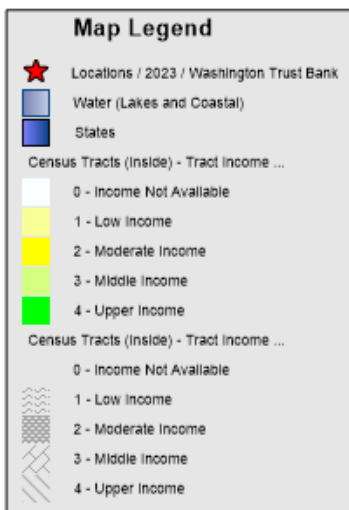 Map Legend
Locations / 2023 / Washington Trust Bank
Water (Lakes and Coastal)
States
Census Tracts (Inside) - Tract Income ...
0 - Income Not Available
1 - Low Income
2 - Moderate Income
3 - Middle Income
4 - Upper Income
Census Tracts (Inside) - Tract Income ...
0 - Income Not Available
1 - Low Income
2 - Moderate Income
3 - Middle Income
4 - Upper Income